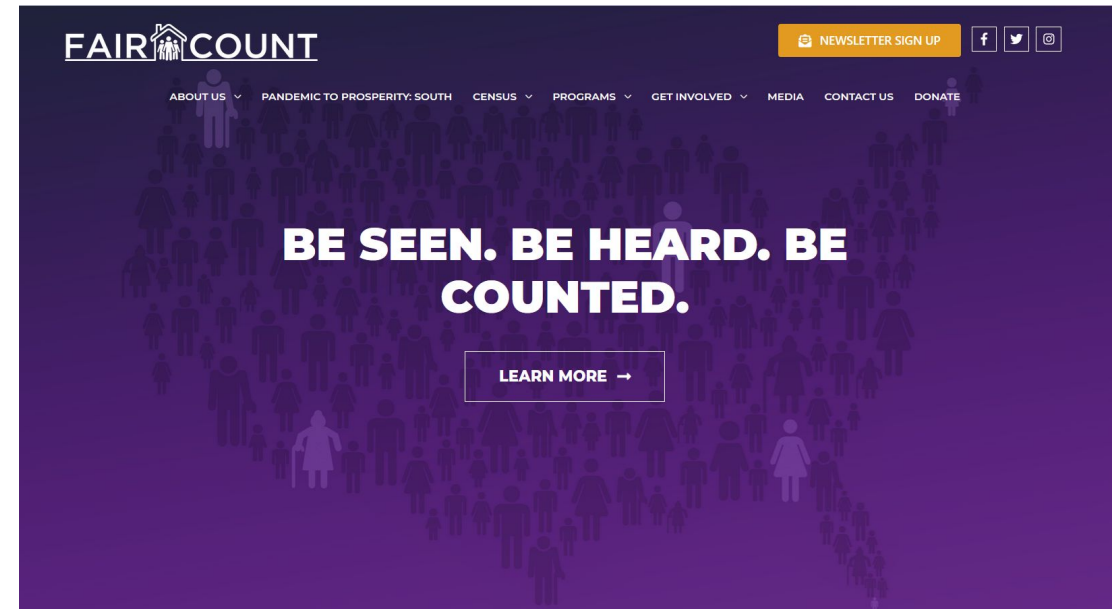 FAIR COUNT
NEWSLETTER SIGN UP
ABOUT US PANDEMIC TO PROSPERITY: SOUTH CENSUS PROGRAMS GET INVOLVED MEDIA CONTACT US DONATE
BE SEEN. BE HEARD. BE
COUNTED.
LEARN MORE →